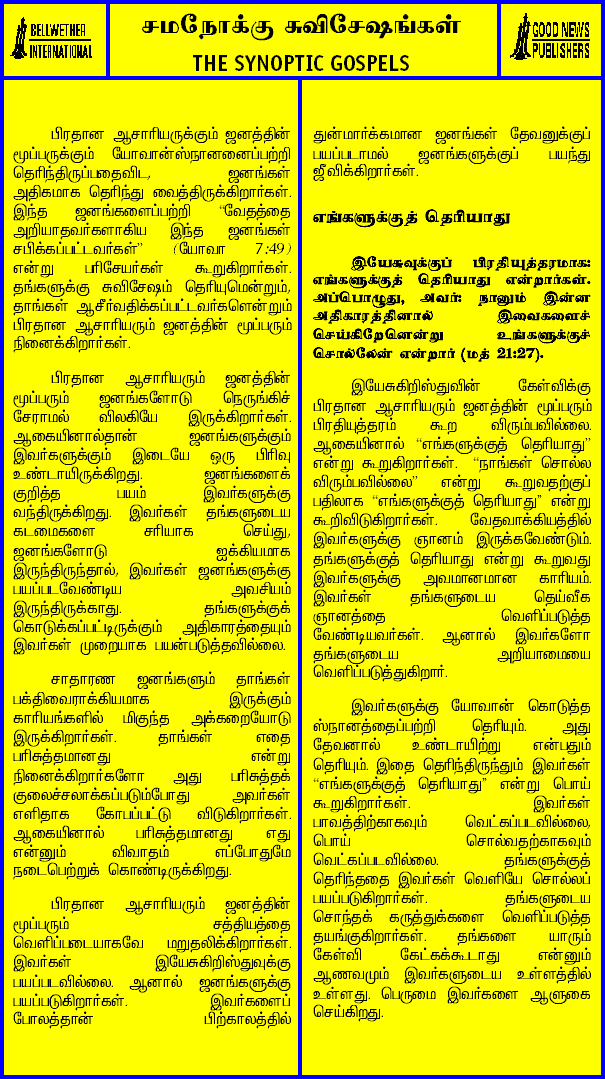 BELLWETHER
INTERNATIONAL
சமநோக்கு சுவிசேஷங்கள்
THE SYNOPTIC GOSPELS
GOOD NEWS
PUBLISHERS
பிரதான ஆசாரியருக்கும் ஜனத்தின்
மூப்பருக்கும் யோவான்ஸ்நானனைப்பற்றி
தெரிந்திருப்பதைவிட, ஜனங்கள்
அதிகமாக தெரிந்து வைத்திருக்கிறார்கள்.
இந்த ஜனங்களைப்பற்றி “வேதத்தை
அறியாதவர்களாகிய இந்த ஜனங்கள்
சபிக்கப்பட்டவர்கள்” (யோவா 7:49)
என்று பரிசேயர்கள் கூறுகிறார்கள்.
தங்களுக்கு சுவிசேஷம் தெரியுமென்றும்,
தாங்கள் ஆசீர்வதிக்கப்பட்டவர்களென்றும்
பிரதான ஆசாரியரும் ஜனத்தின் மூப்பரும்
நினைக்கிறார்கள்.
பிரதான ஆசாரியரும் ஜனத்தின்
மூப்பரும் ஜனங்களோடு நெருங்கிச்
சேராமல் விலகியே இருக்கிறார்கள்.
ஆகையினால்தான் ஜனங்களுக்கும்
இவர்களுக்கும் இடையே ஒரு பிரிவு
உண்டாயிருக்கிறது. ஜனங்களைக்
குறித்த பயம் இவர்களுக்கு
வந்திருக்கிறது. இவர்கள் தங்களுடைய
கடமைகளை சரியாக செய்து,
ஜனங்களோடு ஐக்கியமாக
இருந்திருந்தால், இவர்கள் ஜனங்களுக்கு
பயப்படவேண்டிய அவசியம்
இருந்திருக்காது. தங்களுக்குக்
கொடுக்கப்பட்டிருக்கும் அதிகாரத்தையும்
இவர்கள் முறையாக பயன்படுத்தவில்லை.
சாதாரண ஜனங்களும் தாங்கள்
பக்திவைராக்கியமாக இருக்கும்
காரியங்களில் மிகுந்த அக்கறையோடு
இருக்கிறார்கள். தாங்கள் எதை
பரிசுத்தமானது என்று
நினைக்கிறார்களோ அது பரிசுத்தக்
குலைச்சலாக்கப்படும்போது அவர்கள்
எளிதாக கோபப்பட்டு விடுகிறார்கள்.
ஆகையினால் பரிசுத்தமானது எது
என்னும் விவாதம் எப்போதுமே
நடைபெற்றுக் கொண்டிருக்கிறது.
பிரதான ஆசாரியரும் ஜனத்தின்
மூப்பரும் சத்தியத்தை
வெளிப்படையாகவே மறுதலிக்கிறார்கள்.
இவர்கள் இயேசுகிறிஸ்துவுக்கு
பயப்படவில்லை. ஆனால் ஜனங்களுக்கு
பயப்படுகிறார்கள். இவர்களைப்
போலத்தான் பிற்காலத்தில்
துன்மார்க்கமான ஜனங்கள் தேவனுக்குப்
பயப்படாமல் ஜனங்களுக்குப் பயந்து
ஜீவிக்கிறார்கள்.
எங்களுக்குத் தெரியாது
இயேசுவுக்குப் பிரதியுத்தரமாக:
எங்களுக்குத் தெரியாது என்றார்கள்.
அப்பொழுது, அவர்: நானும் இன்ன
அதிகாரத்தினால் இவைகளைச்
செய்கிறேனென்று உங்களுக்குச்
சொல்லேன் என்றார் (மத் 21:27).
இயேசுகிறிஸ்துவின் கேள்விக்கு
பிரதான ஆசாரியரும் ஜனத்தின் மூப்பரும்
பிரதியுத்தரம் கூற விரும்பவில்லை.
ஆகையினால் “எங்களுக்குத் தெரியாது”
என்று கூறுகிறார்கள். “நாங்கள் சொல்ல
விரும்பவில்லை” என்று கூறுவதற்குப்
பதிலாக “எங்களுக்குத் தெரியாது” என்று
கூறிவிடுகிறார்கள். வேதவாக்கியத்தில்
இவர்களுக்கு ஞானம் இருக்கவேண்டும்.
தங்களுக்குத் தெரியாது என்று கூறுவது
இவர்களுக்கு அவமானமான காரியம்.
இவர்கள் தங்களுடைய தெய்வீக
ஞானத்தை வெளிப்படுத்த
வேண்டியவர்கள். ஆனால் இவர்களோ
தங்களுடைய அறியாமையை
வெளிப்படுத்துகிறார்.
இவர்களுக்கு யோவான் கொடுத்த
ஸ்நானத்தைப்பற்றி தெரியும். அது
தேவனால் உண்டாயிற்று என்பதும்
தெரியும். இதை தெரிந்திருந்தும் இவர்கள்
“எங்களுக்குத் தெரியாது” என்று பொய்
கூறுகிறார்கள். இவர்கள்
பாவத்திற்காகவும் வெட்கப்படவில்லை,
பொய் சொல்வதற்காகவும்
வெட்கப்படவில்லை. தங்களுக்குத்
தெரிந்ததை இவர்கள் வெளியே சொல்லப்
பயப்படுகிறார்கள். தங்களுடைய
சொந்தக் கருத்துக்களை வெளிப்படுத்த
தயங்குகிறார்கள். தங்களை யாரும்
கேள்வி கேட்கக்கூடாது என்னும்
ஆணவமும் இவர்களுடைய உள்ளத்தில்
உள்ளது. பெருமை இவர்களை ஆளுகை
செய்கிறது.